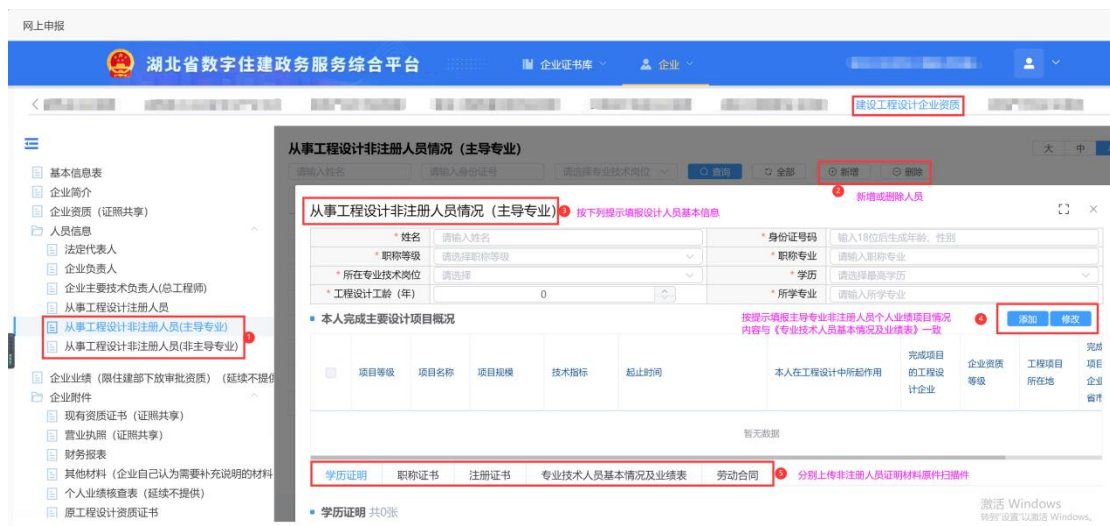 网上申报
湖北省数字住建政务服务综合平台
企业证书库
企业
建设工程设计企业资质
基本信息表
企业简介
企业资质（证照共享）
人员信息
法定代表人
企业负责人
企业主要技术负责人(总工程师)
从事工程设计注册人员
从事工程设计非注册人员(主导专业)
从事工程设计非注册人员(非主导专业)
1
企业业绩（限住建部下放审批资质）（延续不提供
企业附件
现有资质证书（证照共享）
营业执照（证照共享）
财务报表
其他材料（企业自己认为需要补充说明的材料
个人业绩核查表（延续不提供）
原工程设计资质证书
从事工程设计非注册人员情况（主导专业）
大 中
请输入姓名 请输入身份证号 请选择专业技术岗位 查询 全部 新增 删除
2 新增或删除人员
从事工程设计非注册人员情况（主导专业） 3 按下列提示填报设计人员基本信息
* 姓名 请输入姓名 * 身份证号码 输入18位后生成年龄、性别
* 职称等级 请选择职称等级 * 职称专业 请输入职称专业
* 所在专业技术岗位 请选择 * 学历 请选择最高学历
* 工程设计工龄（年） 0 * 所学专业 请输入所学专业
本人完成主要设计项目概况 按提示填报主导专业非注册人员个人业绩项目情况
内容与《专业技术人员基本情况及业绩表》一致 4 添加 修改
项目等级 项目名称 项目规模 技术指标 起止时间 本人在工程设计中所起作用 完成项目
的工程设
计企业 企业资质
等级 工程项目
所在地 完成
项目
企业
省市
暂无数据
学历证明 职称证书 注册证书 专业技术人员基本情况及业绩表 劳动合同 5 分别上传非注册人员证明材料原件扫描件
学历证明 共0张
激活 Windows
转到"设置"以激活 Windows。